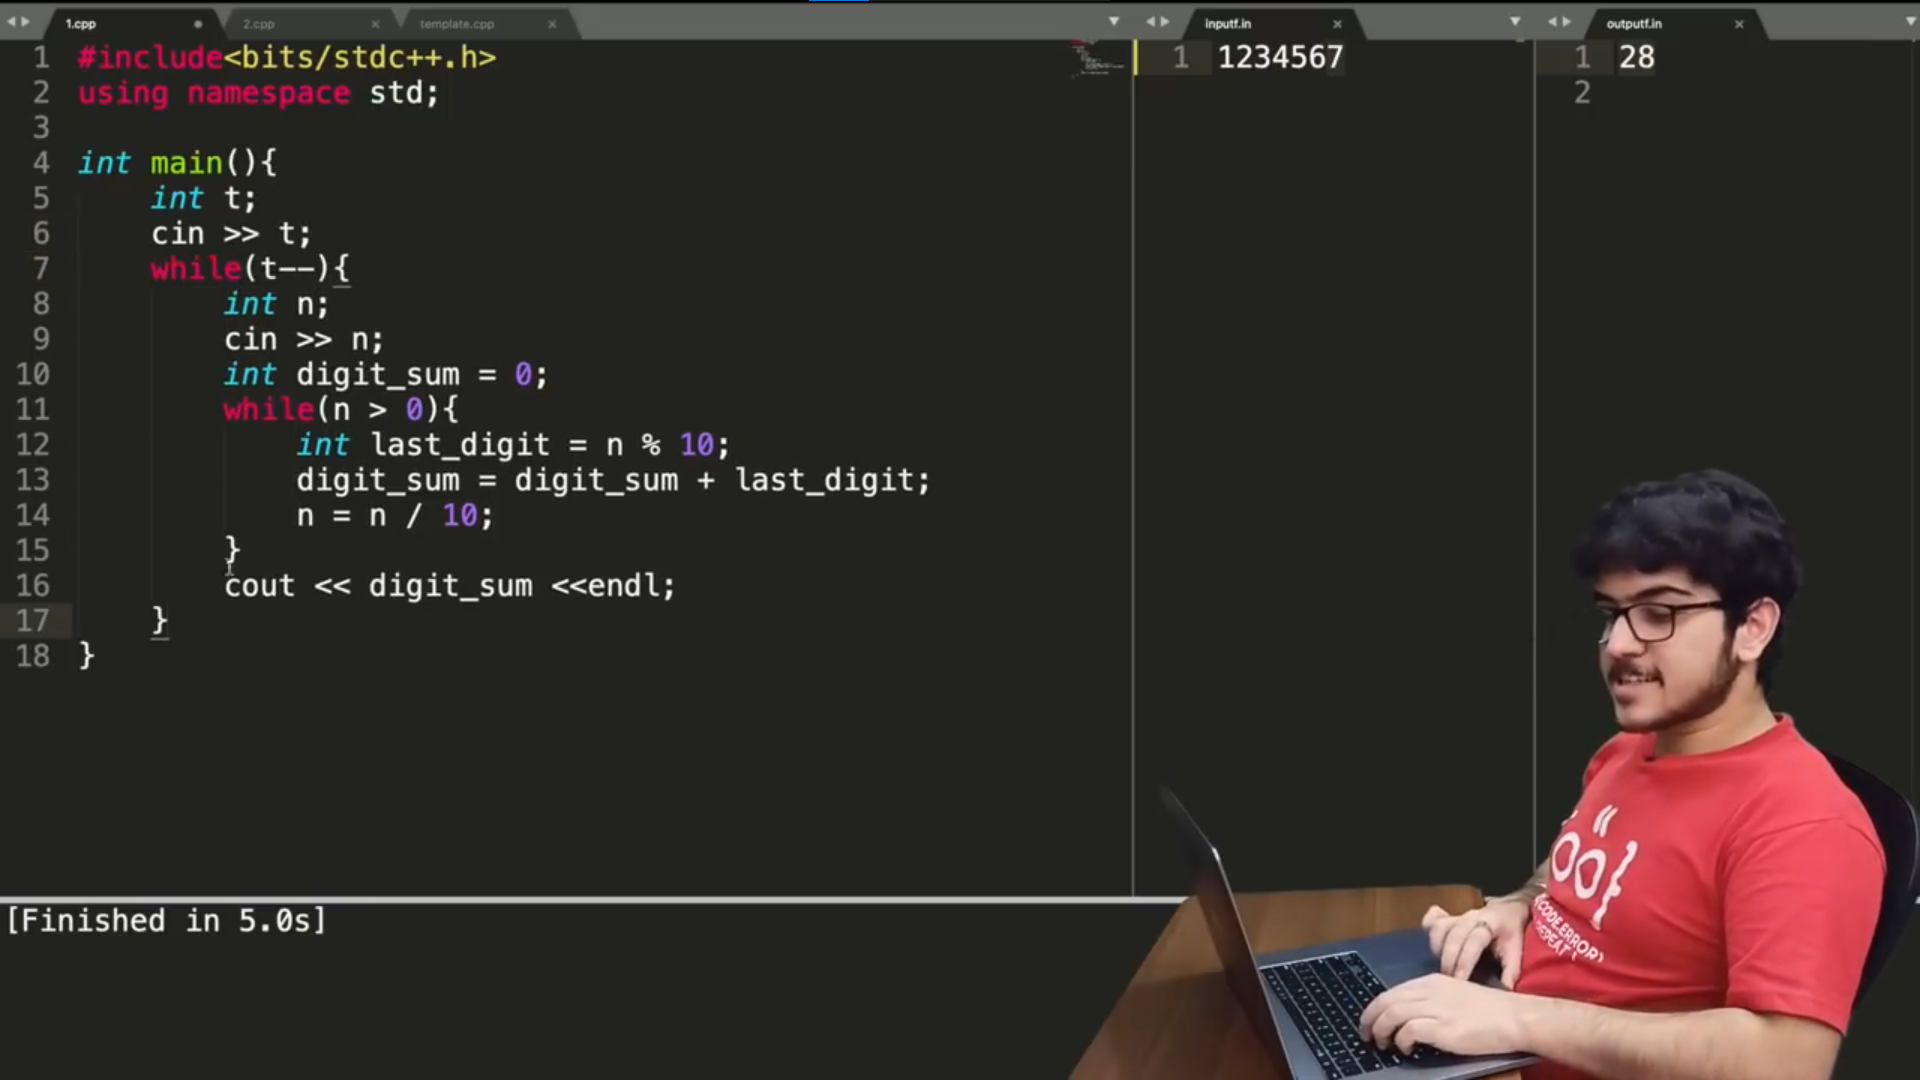 1.cpp
2.cpp
template.cpp
1 #include<bits/stdc++.h>
2 using namespace std;
3
4 int main(){
5 int t;
6 cin >> t;
7 while(t--){
8 int n;
9 cin >> n;
10 int digit_sum = 0;
11 while(n > 0){
12 int last_digit = n % 10;
13 digit_sum = digit_sum + last_digit;
14 n = n / 10;
15 }
16 cout << digit_sum <<endl;
17 }
18 }
inputf.in
1 1234567
outputf.in
1 28
2
[Finished in 5.0s]
CODE.ERROR